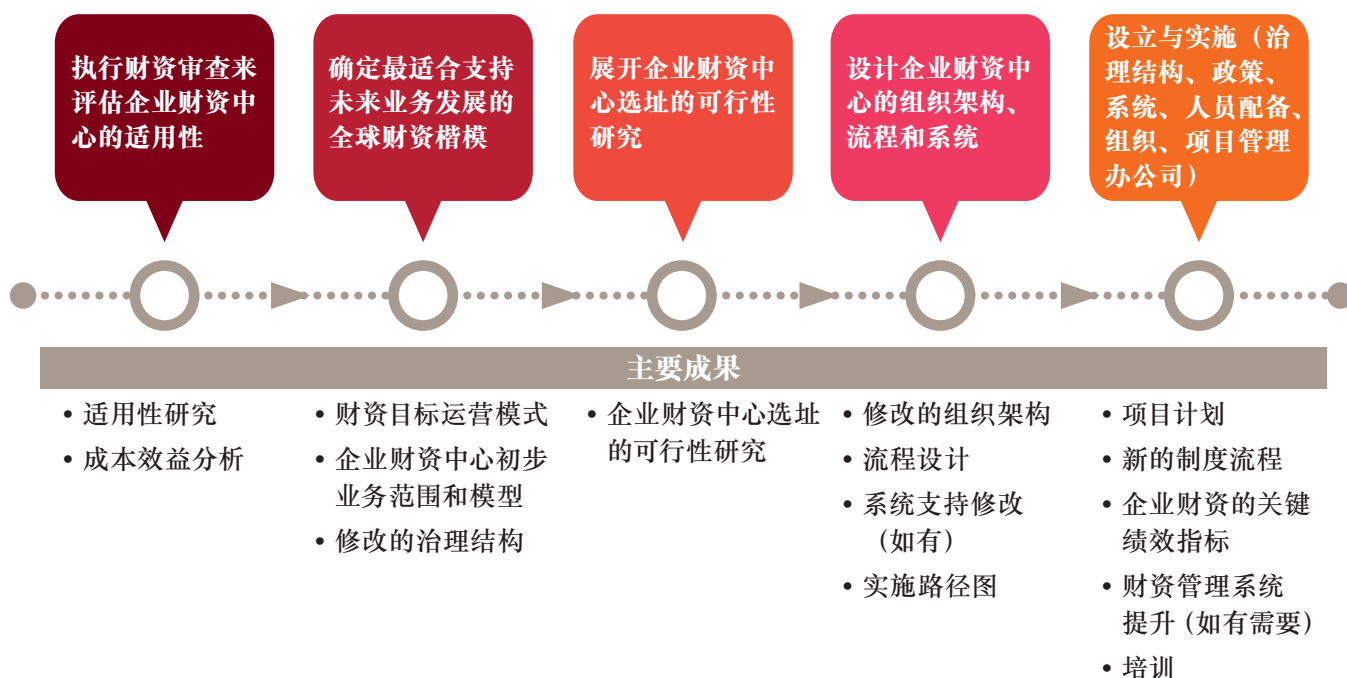 执行财资审查来
评估企业财资中
心的适用性
确定最适合支持
未来业务发展的
全球财资楷模
展开企业财资中
心选址的可行性
研究
设计企业财资中
心的组织架构、
流程和系统
设立与实施（治
理结构、政策、
系统、人员配备、
组织、项目管理
办公司）
主要成果
• 适用性研究
• 成本效益分析
• 财资目标运营模式
• 企业财资中心初步
业务范围和模型
• 修改的治理结构
• 企业财资中心选址
的可行性研究
• 修改的组织架构
• 流程设计
• 系统支持修改
（如有）
• 实施路径图
• 项目计划
• 新的制度流程
• 企业财资的关键
绩效指标
• 财资管理系统
提升（如有需要）
• 培训